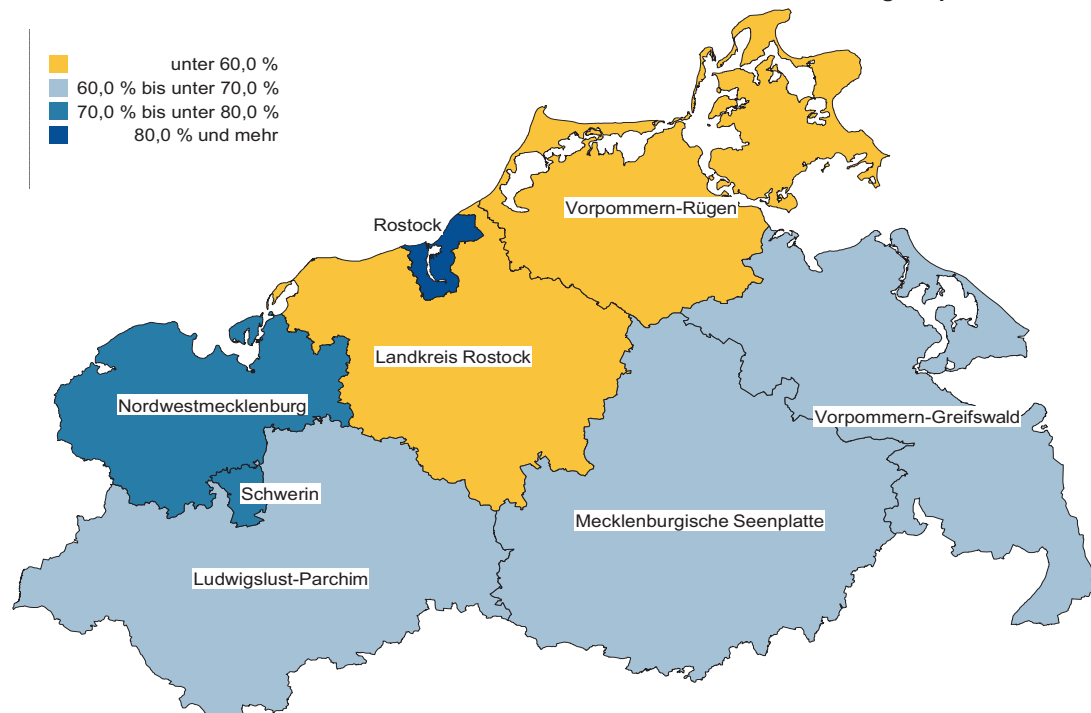 unter 60,0 %
60,0 % bis unter 70,0 %
70,0 % bis unter 80,0 %
80,0 % und mehr
Vorpommern-Rügen
Rostock
Landkreis Rostock
Nordwestmecklenburg
Vorpommern-Greifswald
Schwerin
Mecklenburgische Seenplatte
Ludwigslust-Parchim